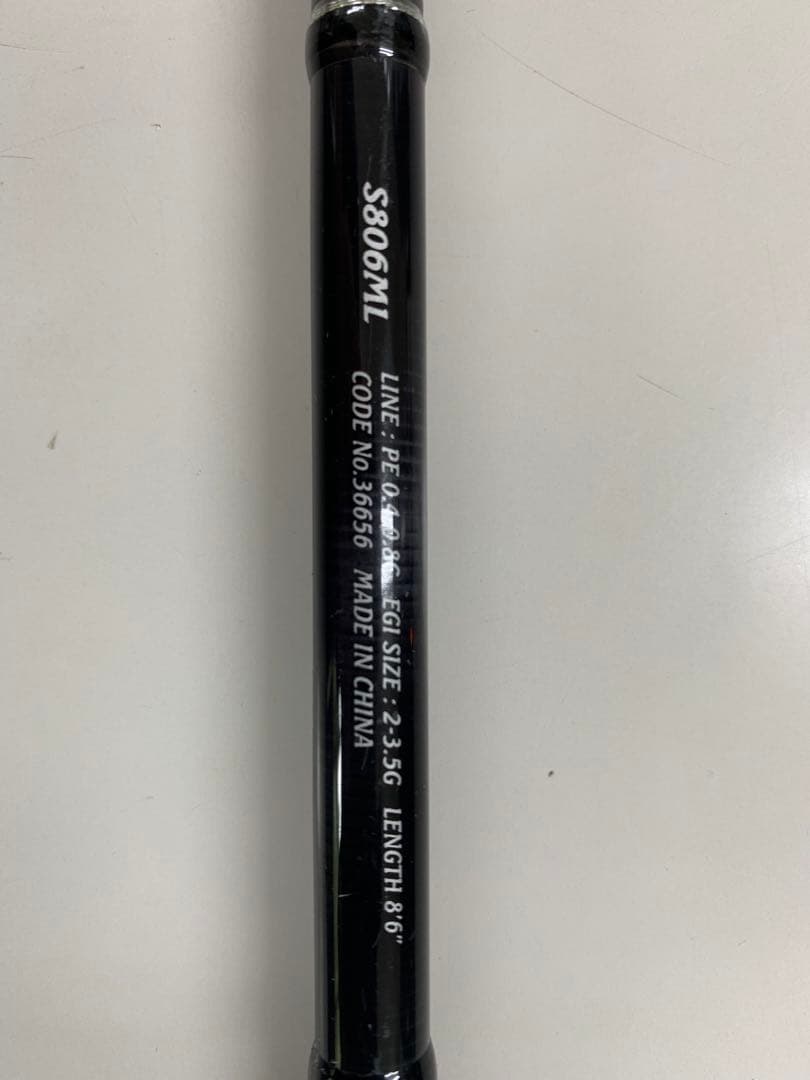 S806ML
LINE : PE 0.4-0.8G EGI SIZE : 2-3.5G LENGTH 8'6"
CODE No.36656 MADE IN CHINA